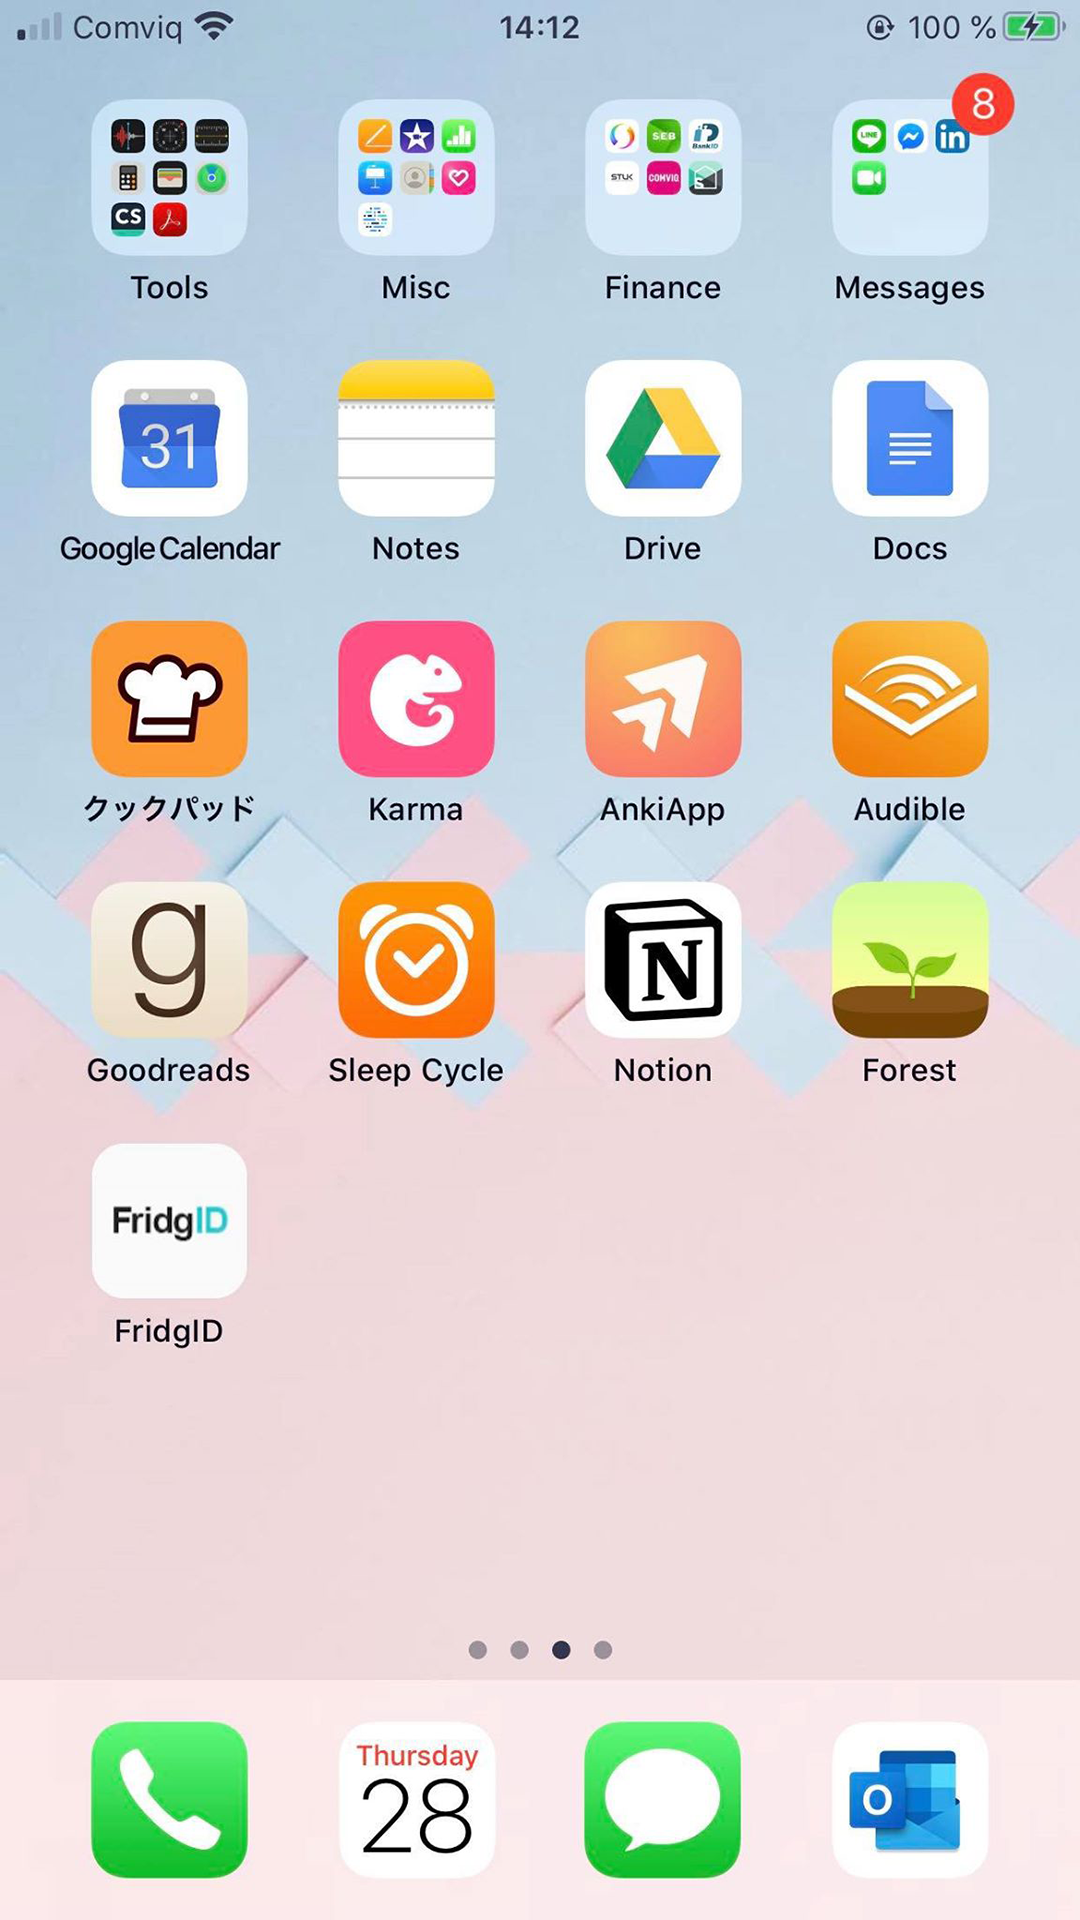 Comviq 14:12 100 %
8
CS
SEB
BankID
STUK
COMVIQ
LINE
in
Tools Misc Finance Messages
31
Google Calendar Notes Drive Docs
クックパッド Karma AnkiApp Audible
g
N
Goodreads Sleep Cycle Notion Forest
FridgID
FridgID
Thursday
28
O